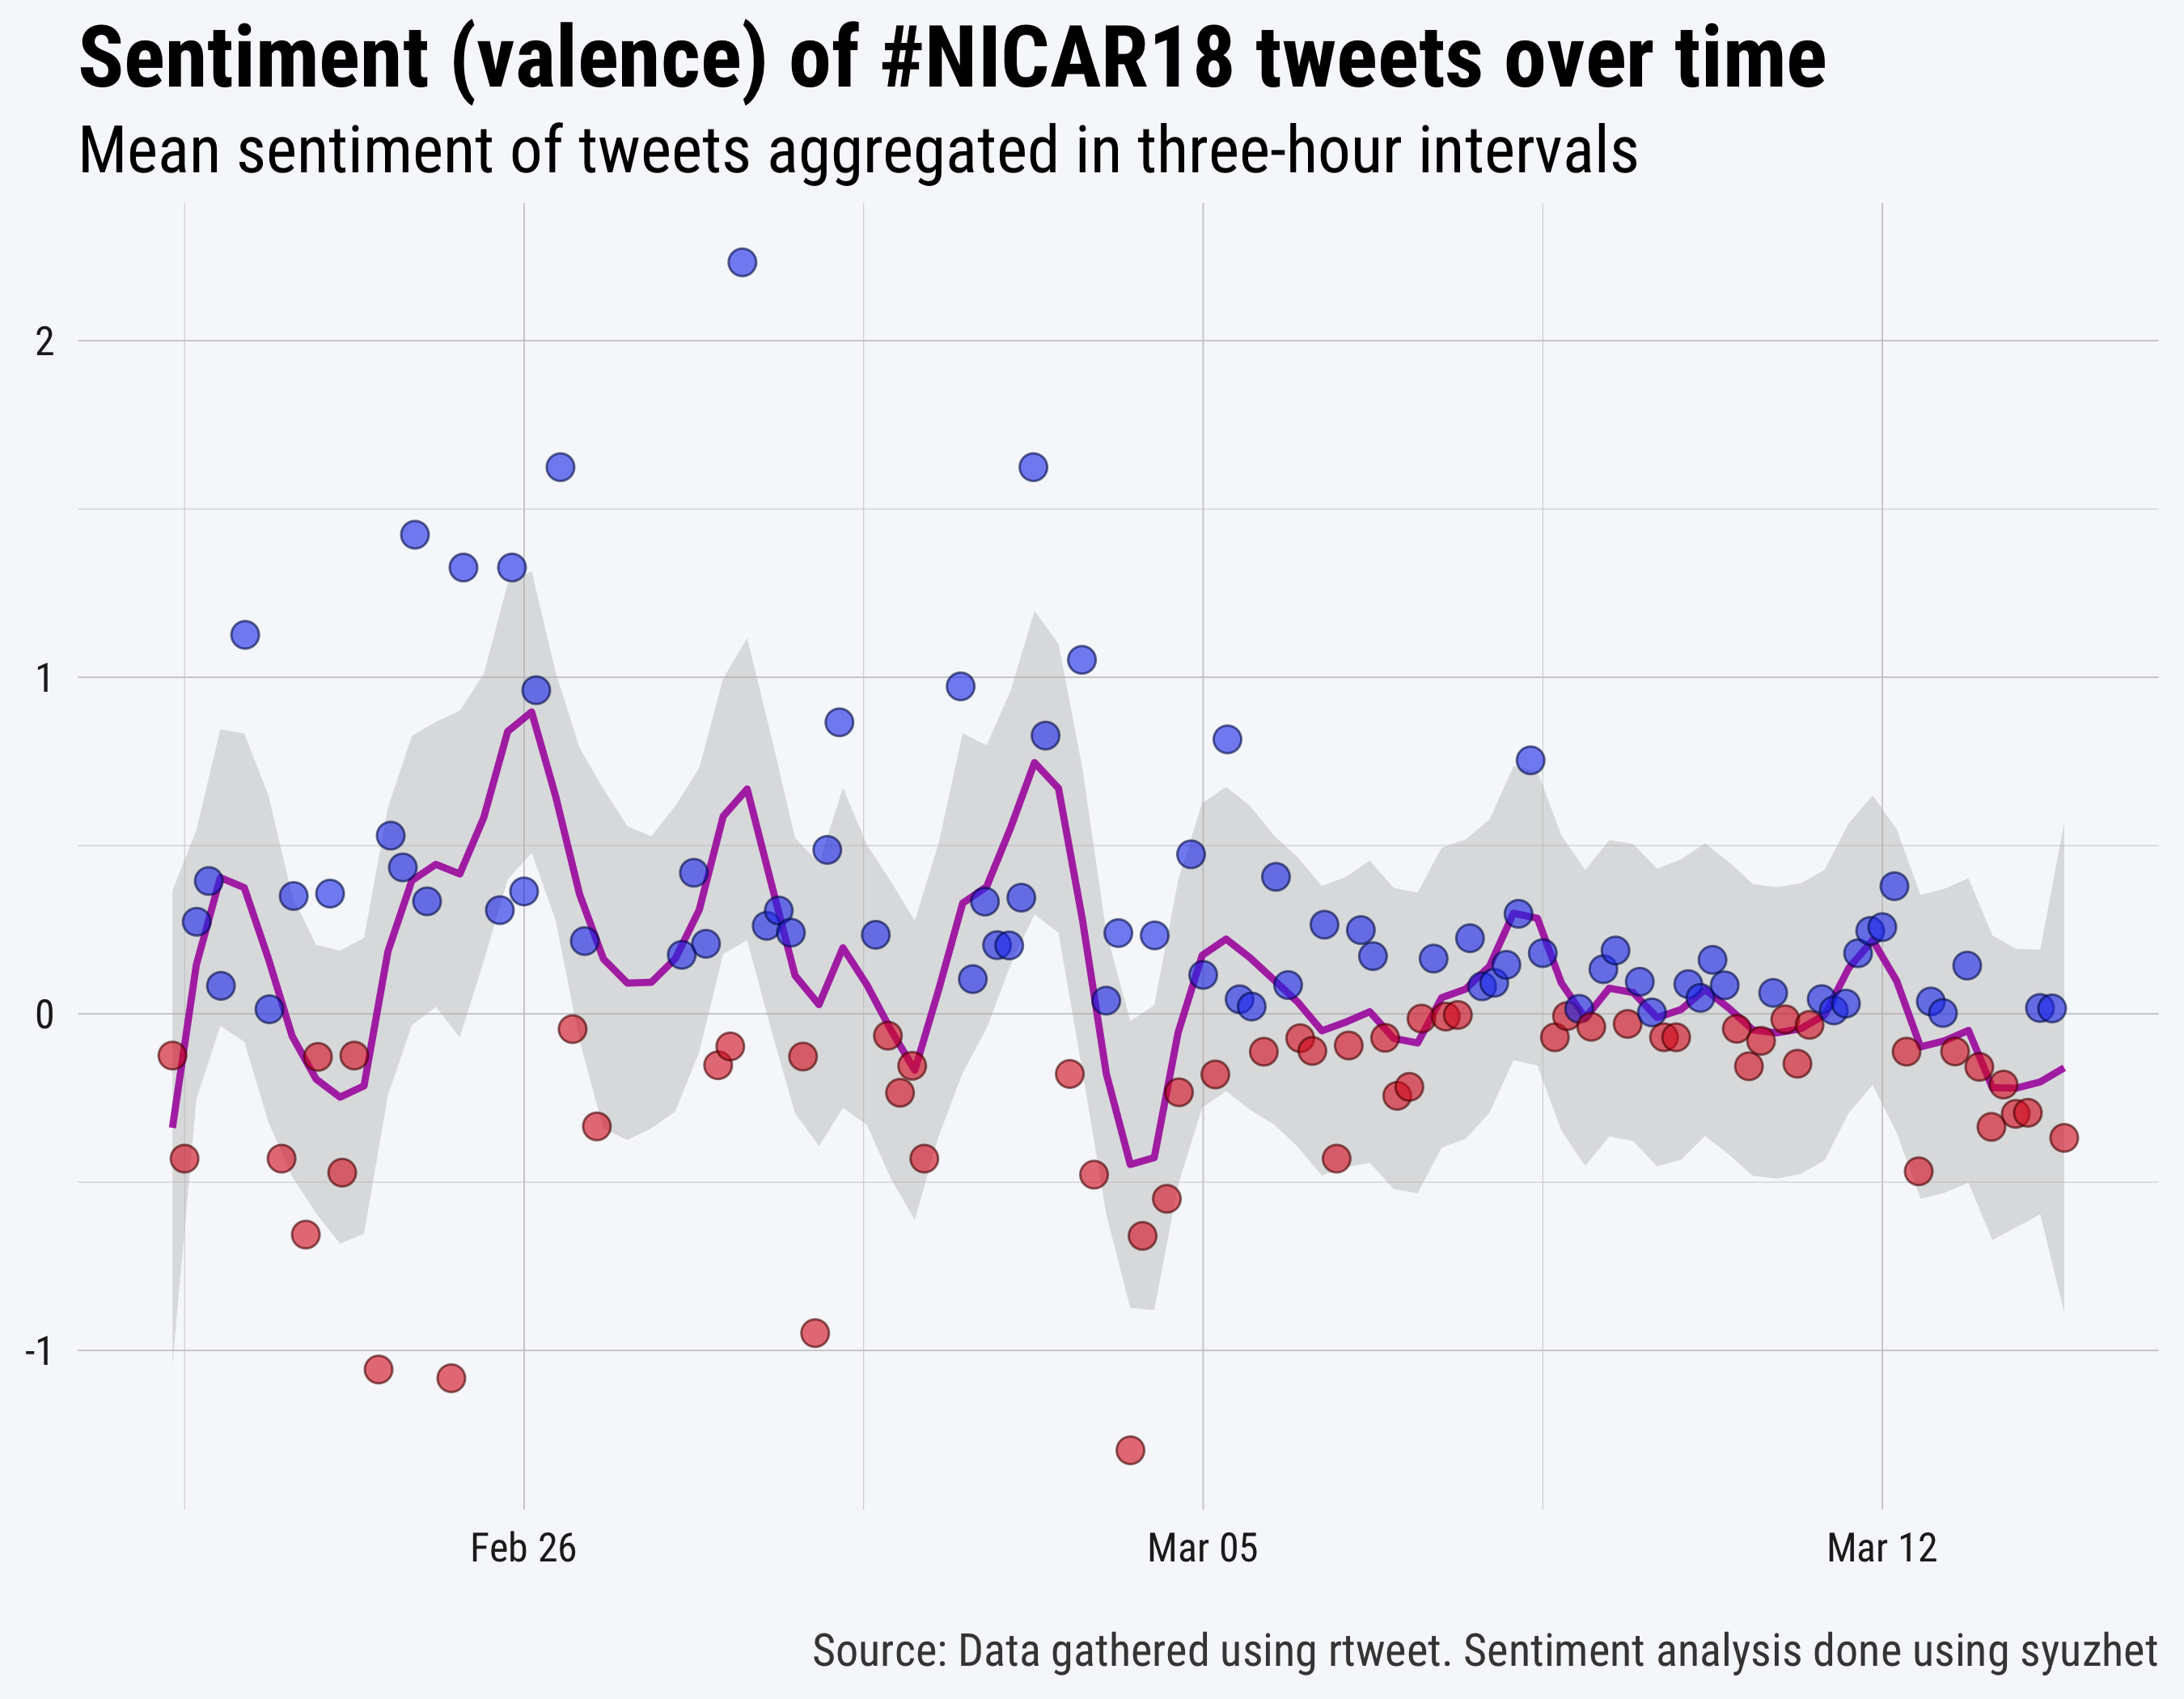 Sentiment (valence) of #NICAR18 tweets over time
Mean sentiment of tweets aggregated in three-hour intervals
2
1
0
-1
Feb 26 Mar 05 Mar 12
Source: Data gathered using rtweet. Sentiment analysis done using syuzhet